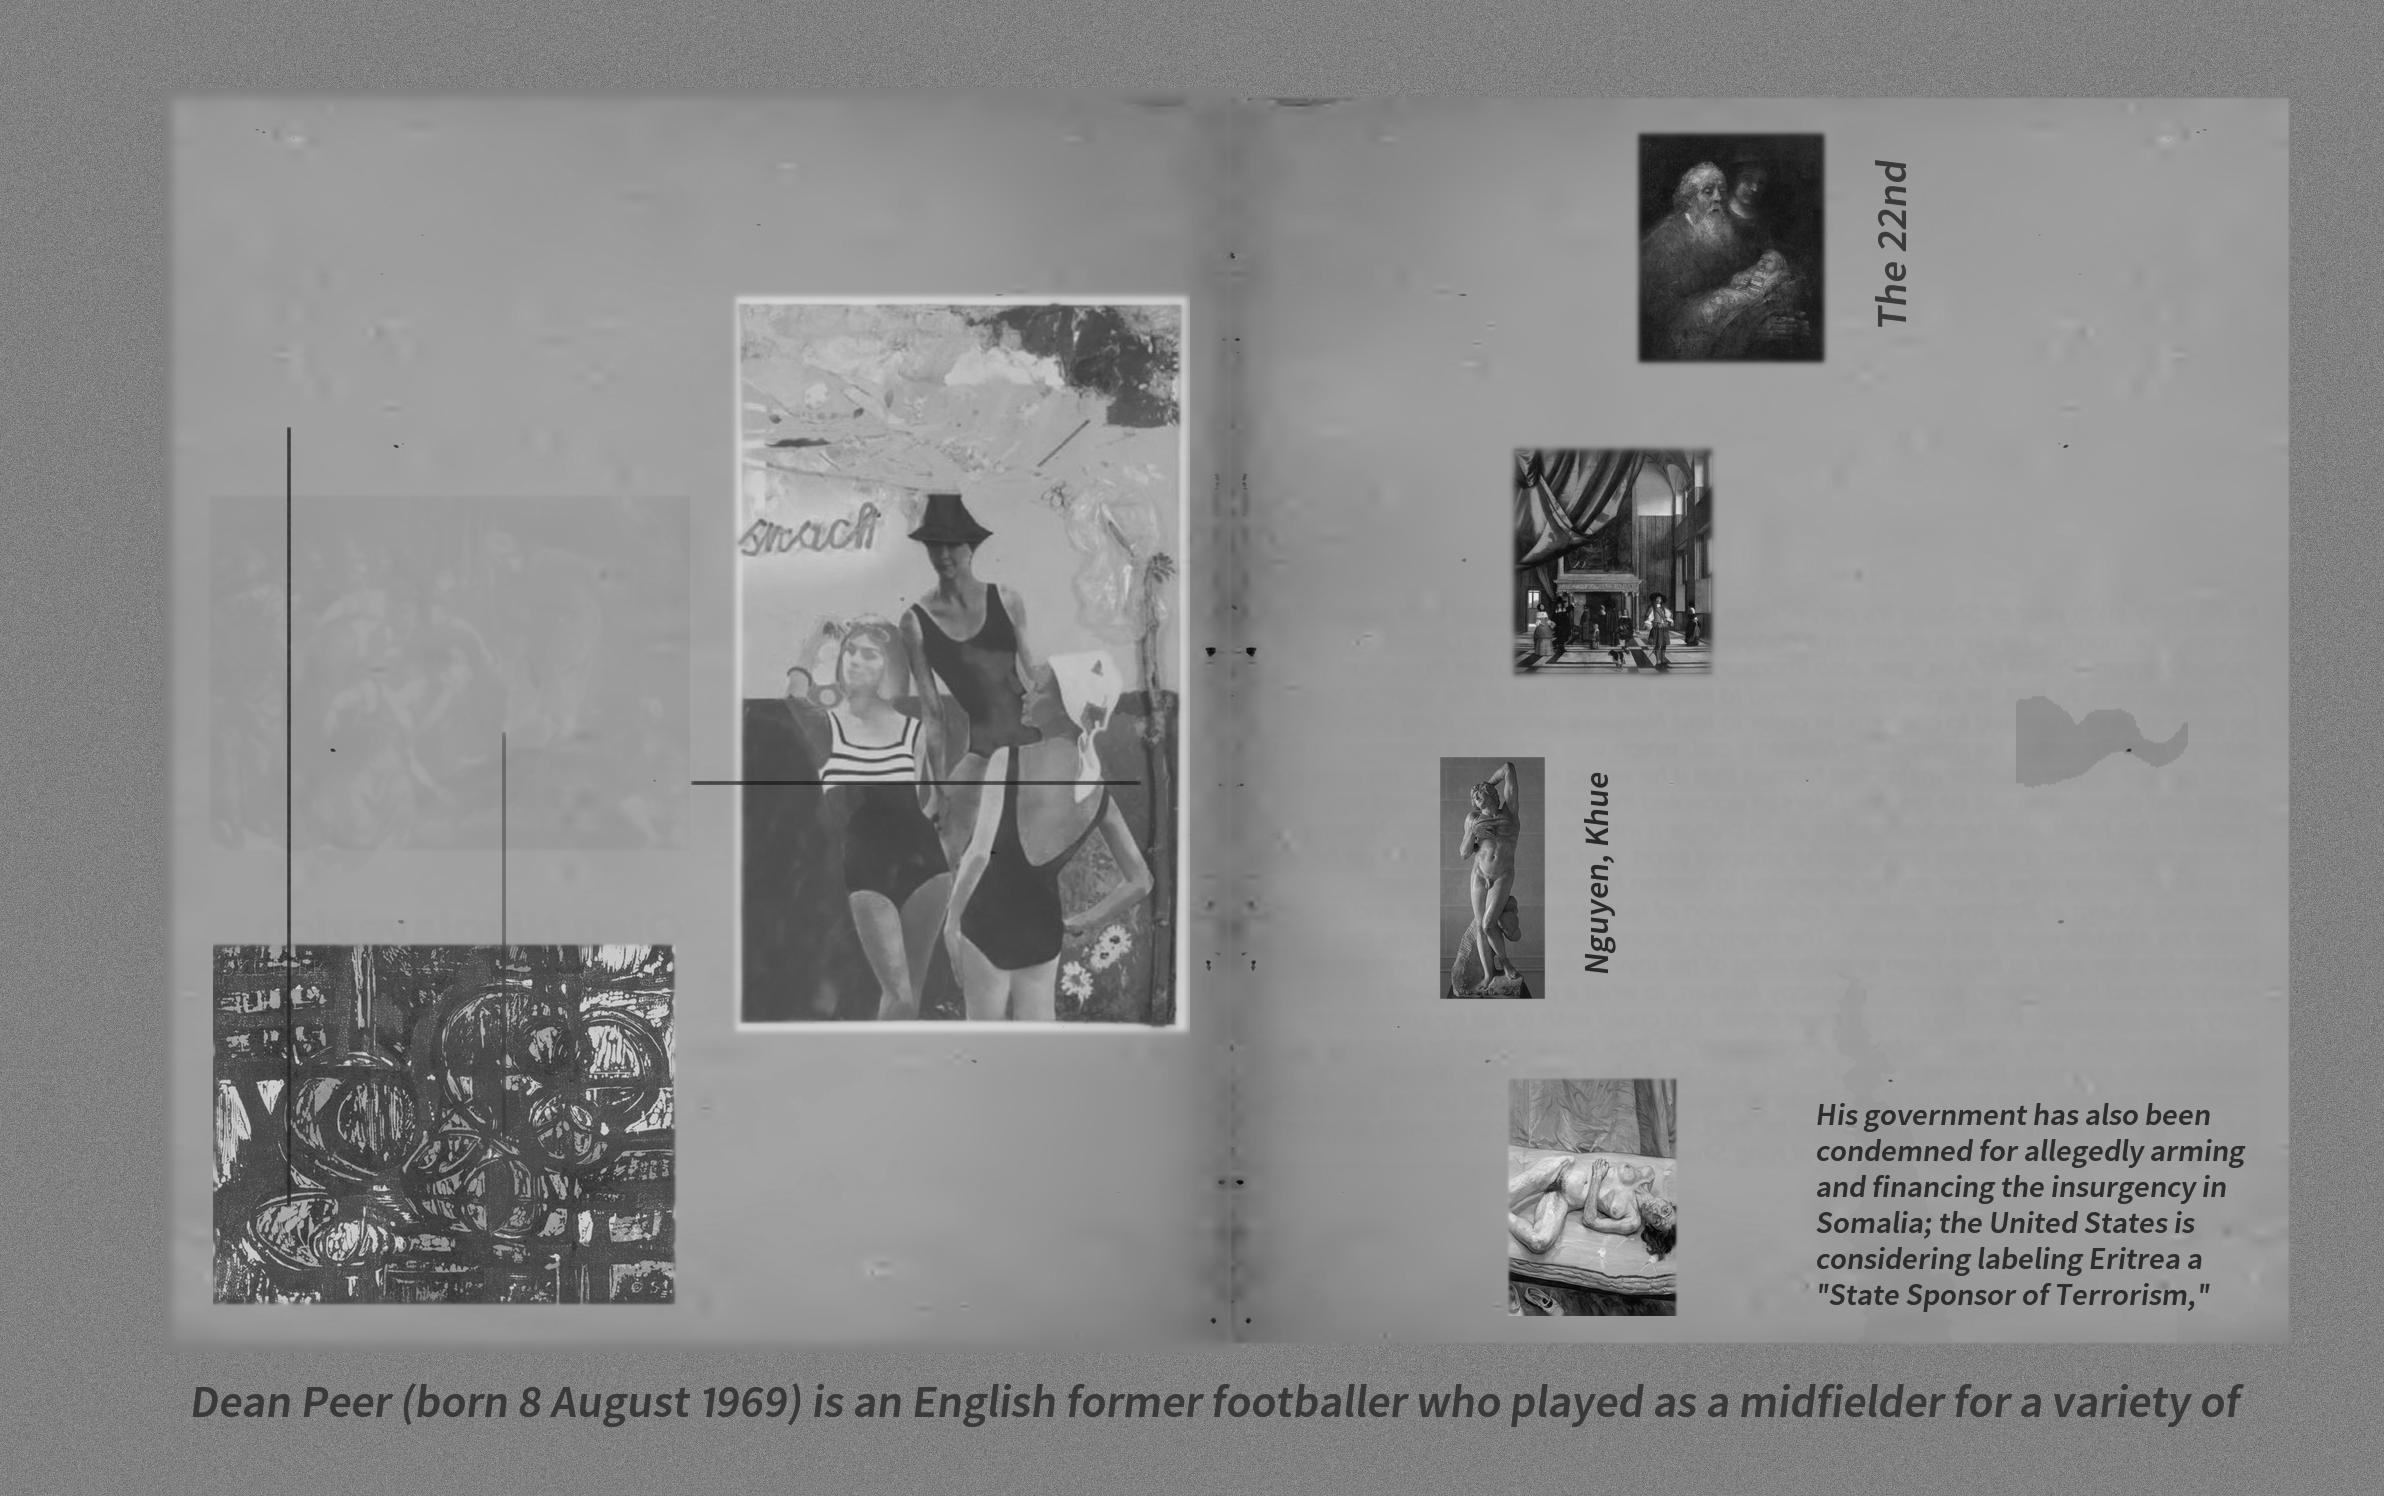 smach
The 22nd
Nguyen, Khue
His government has also been
condemned for allegedly arming
and financing the insurgency in
Somalia; the United States is
considering labeling Eritrea a
"State Sponsor of Terrorism,"
Dean Peer (born 8 August 1969) is an English former footballer who played as a midfielder for a variety of